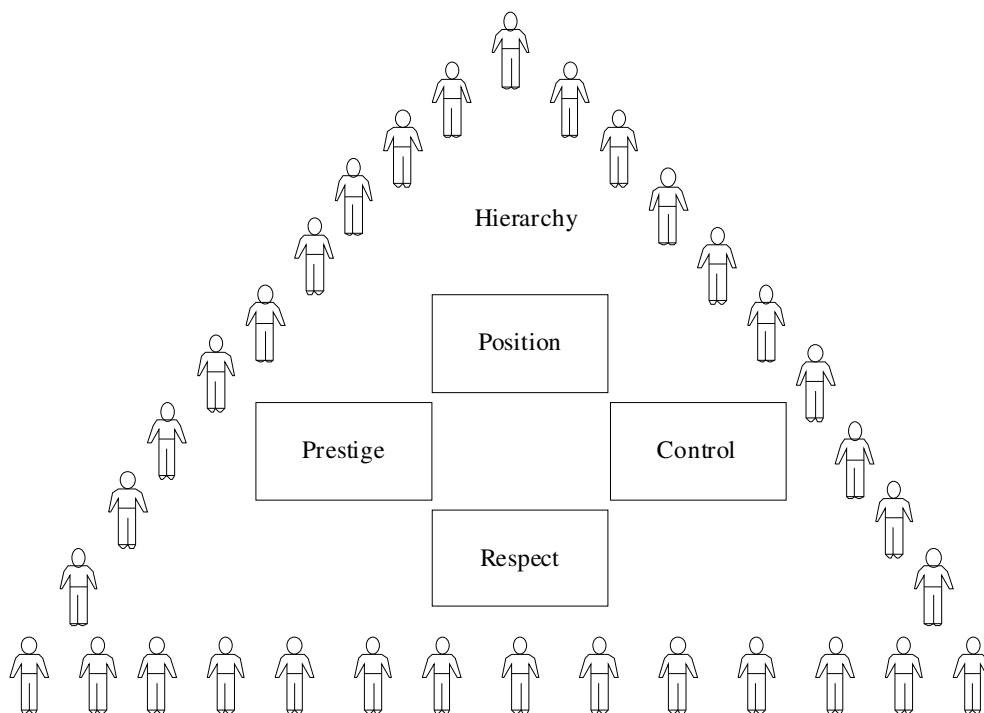 Hierarchy
Position
Prestige
Control
Respect